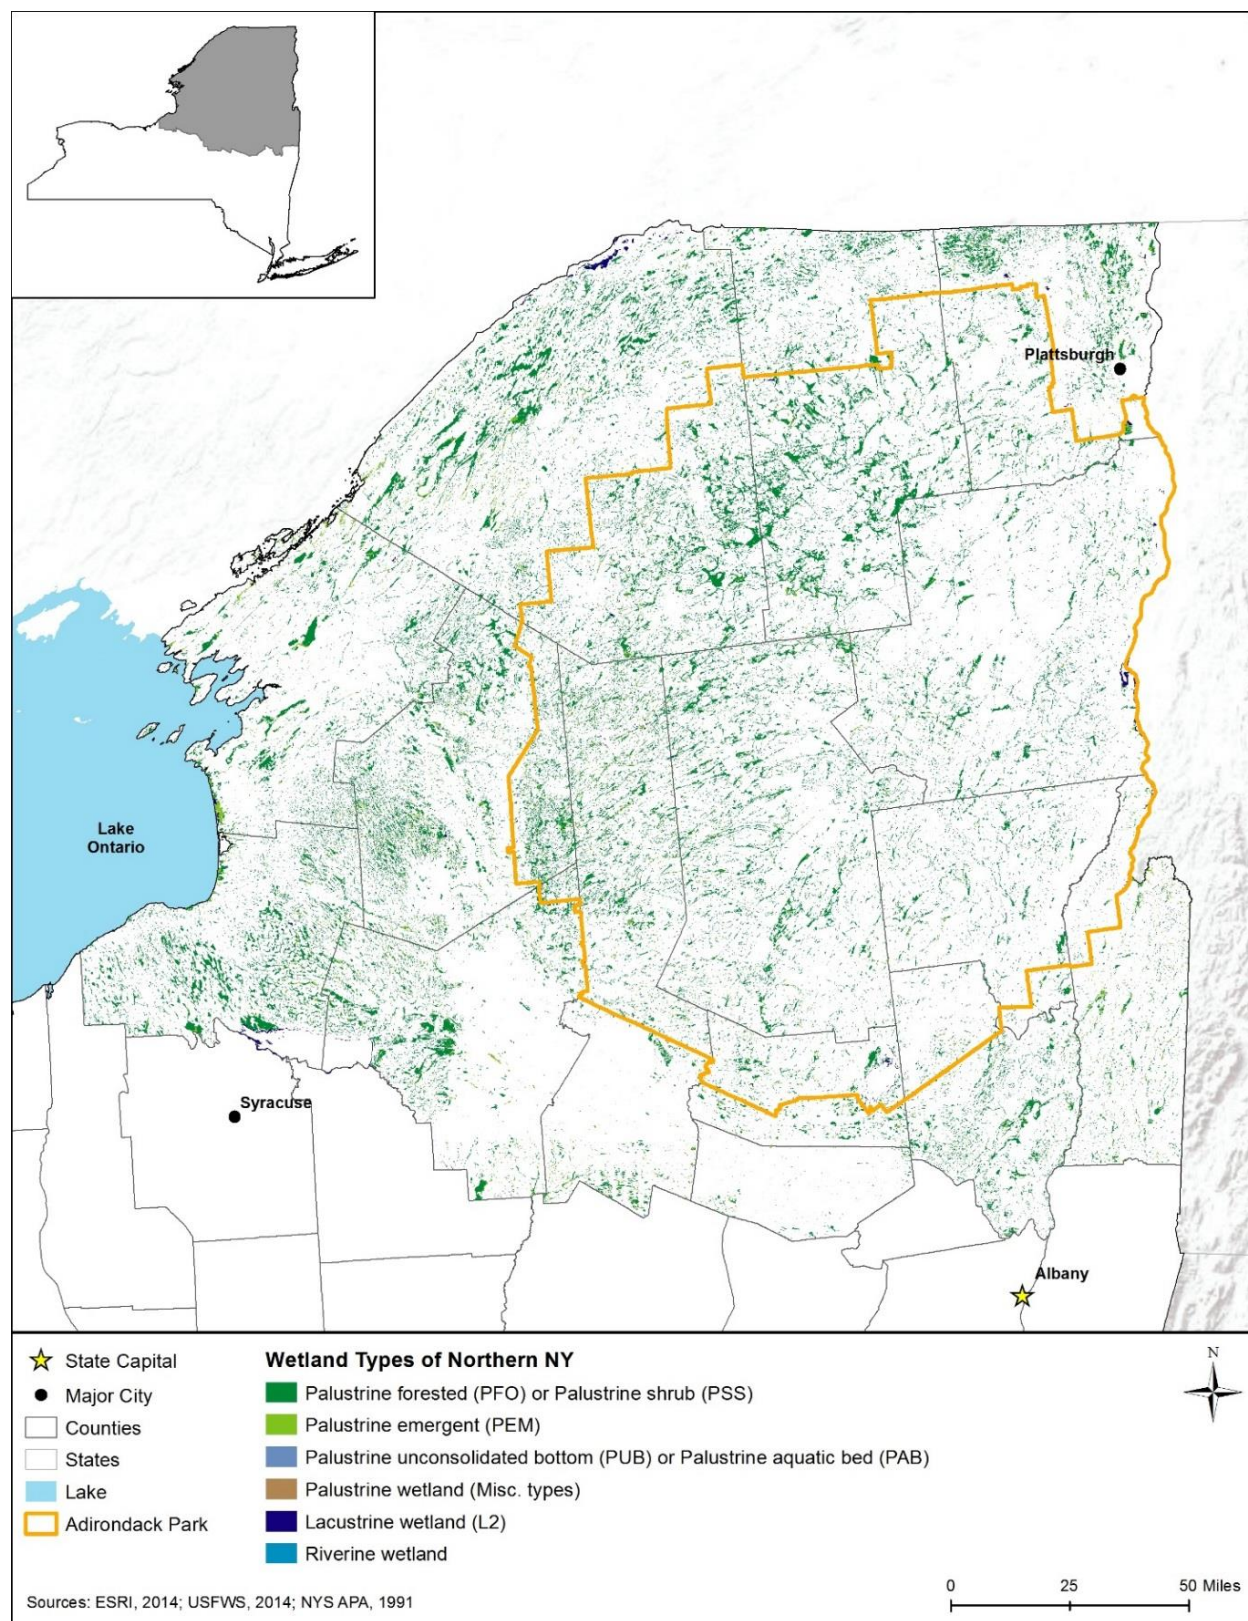 Plattsburgh
Lake
Ontario
Syracuse
Albany
State Capital
Major City
Counties
States
Lake
Adirondack Park
Wetland Types of Northern NY
Palustrine forested (PFO) or Palustrine shrub (PSS)
Palustrine emergent (PEM)
Palustrine unconsolidated bottom (PUB) or Palustrine aquatic bed (PAB)
Palustrine wetland (Misc. types)
Lacustrine wetland (L2)
Riverine wetland
N
0 25 50 Miles
Sources: ESRI, 2014; USFWS, 2014; NYS APA, 1991